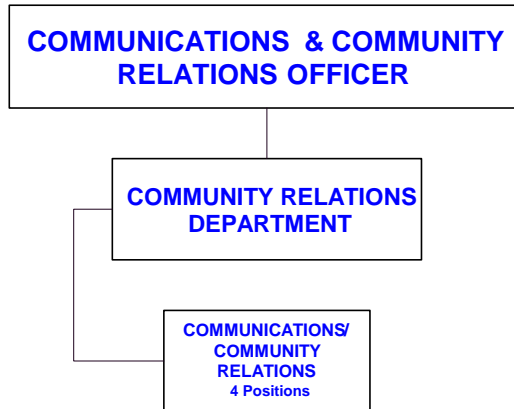 COMMUNICATIONS & COMMUNITY
RELATIONS OFFICER
COMMUNITY RELATIONS
DEPARTMENT
COMMUNICATIONS/
COMMUNITY
RELATIONS
4 Positions